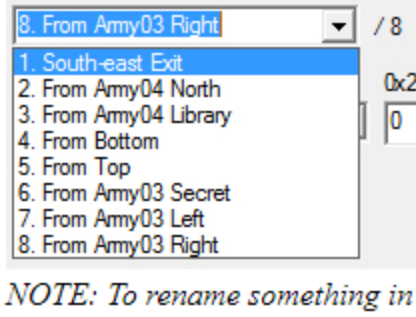 8. From Army03 Right / 8
1. South-east Exit
2. From Army04 North
3. From Army04 Library
4. From Bottom
5. From Top
6. From Army03 Secret
7. From Army03 Left
8. From Army03 Right
0x2
0
NOTE: To rename something in